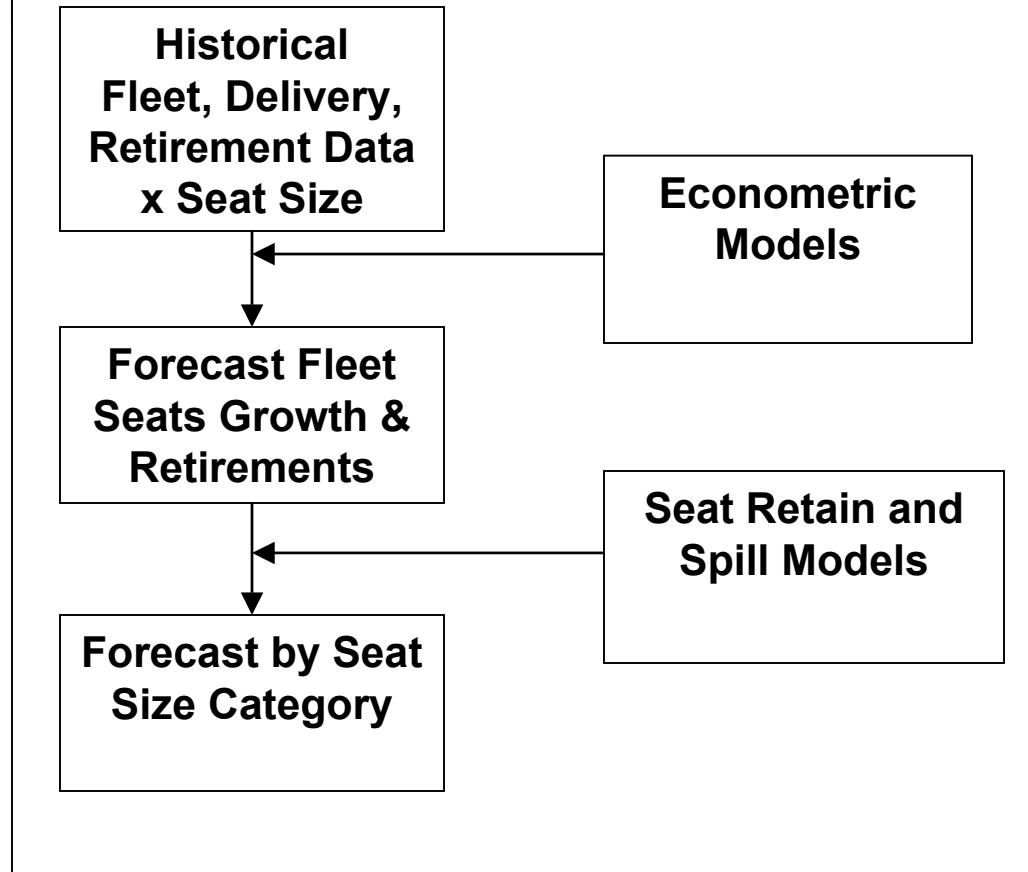 Historical
Fleet, Delivery,
Retirement Data
x Seat Size
Econometric
Models
Forecast Fleet
Seats Growth &
Retirements
Seat Retain and
Spill Models
Forecast by Seat
Size Category